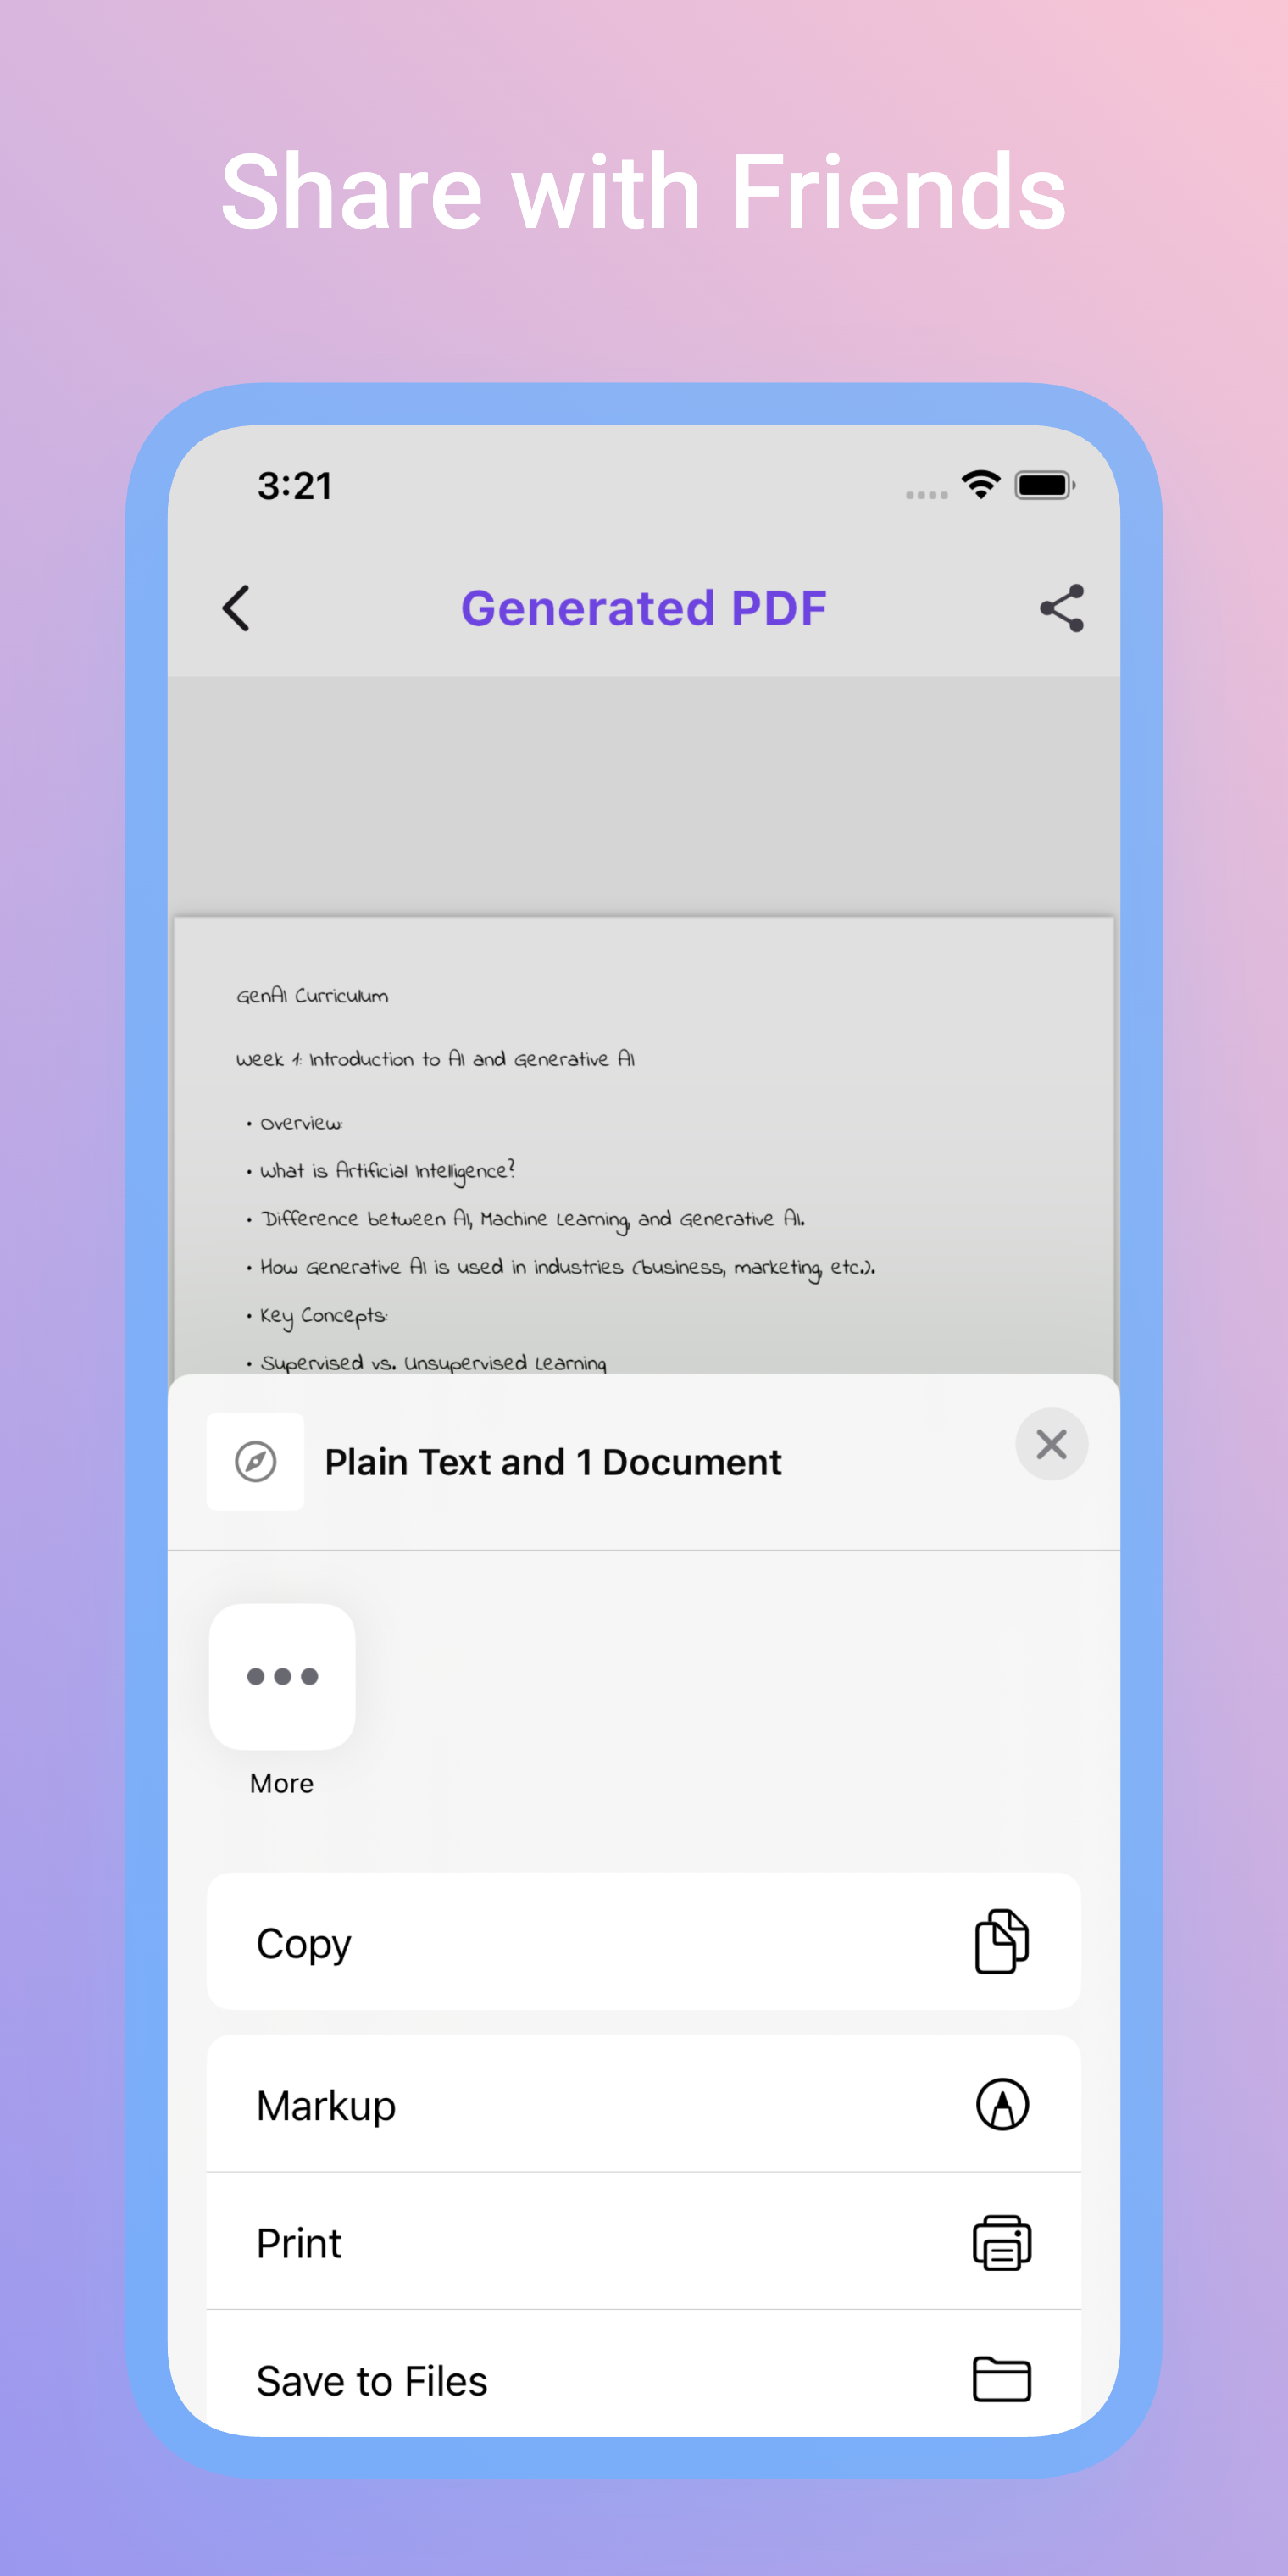 Share with Friends
3:21
Generated PDF
GenAI Curriculum
Week 1: Introduction to AI and Generative AI
• Overview:
• What is Artificial Intelligence?
• Difference between AI, Machine Learning, and Generative AI.
• How Generative AI is used in industries (business, marketing, etc.).
• Key Concepts:
• Supervised vs. Unsupervised Learning
Plain Text and 1 Document
More
Copy
Markup
Print
Save to Files